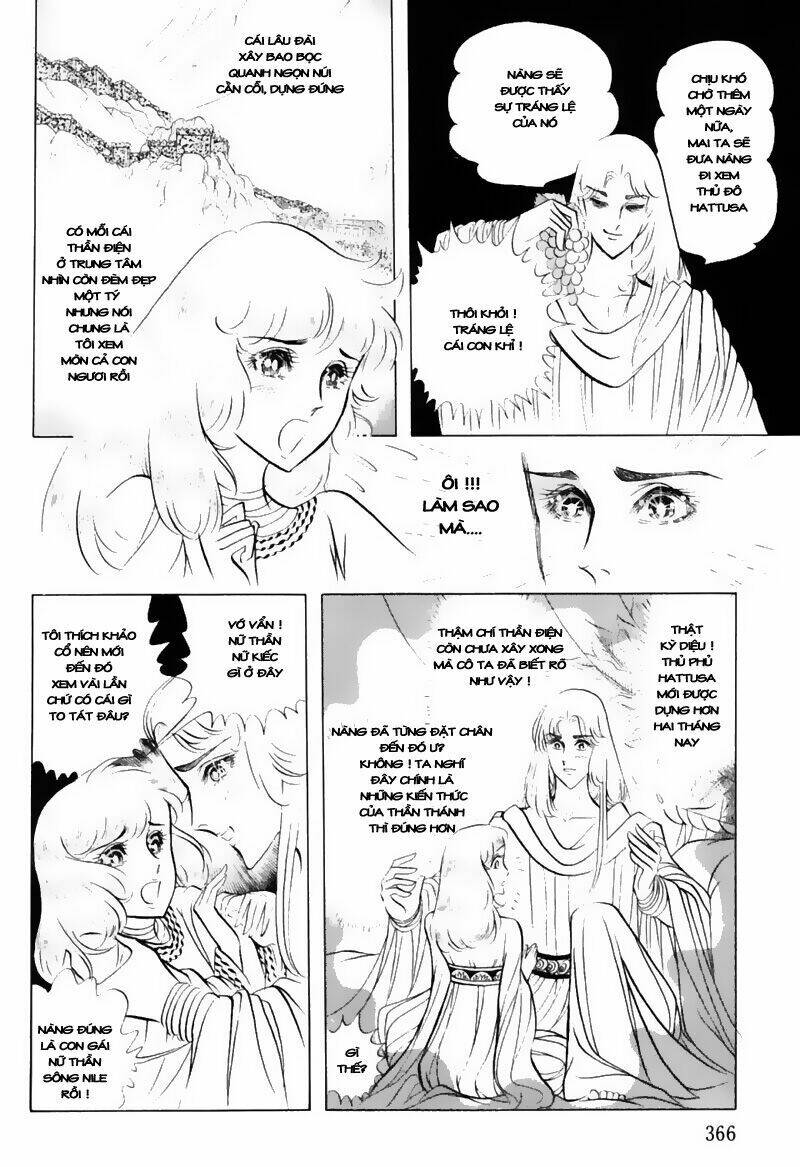 CHỊU KHÓ
CHỜ THÊM
MỘT NGÀY
NỮA,
MAI TA SẼ
ĐƯA NÀNG
ĐI XEM
THỦ ĐÔ
HATTUSA
NÀNG SẼ
ĐƯỢC THẤY
SỰ TRÁNG LỆ
CỦA NÓ
THÔI KHỎI !
TRÁNG LỆ
CÁI CON KHỈ !
CÁI LÂU ĐÀI
XÂY BAO BỌC
QUANH NGỌN NÚI
CẰN CỖI, DỰNG ĐỨNG
CÓ MỖI CÁI
THẦN ĐIỆN
Ở TRUNG TÂM
NHÌN CÒN ĐÈM ĐẸP
MỘT TÝ
NHƯNG NÓI
CHUNG LÀ
TÔI XEM
MÒN CẢ CON
NGƯƠI RỒI
ÔI !!!
LÀM SAO
MÀ....
THẬT
KỲ DIỆU !
THỦ PHỦ
HATTUSA
MỚI ĐƯỢC
DỰNG HƠN
HAI THÁNG
NAY
THẬM CHÍ THẦN ĐIỆN
CÒN CHƯA XÂY XONG
MÀ CÔ TA ĐÃ BIẾT RÕ
NHƯ VẬY !
NÀNG ĐÃ TỪNG ĐẶT CHÂN
ĐẾN ĐÓ Ư?
KHÔNG ! TA NGHĨ
ĐÂY CHÍNH LÀ
NHỮNG KIẾN THỨC
CỦA THẦN THÁNH
THÌ ĐÚNG HƠN
GÌ
THẾ?
VỚ VẨN !
NỮ THẦN
NỮ KIẾC
GÌ Ở ĐÂY
TÔI THÍCH KHẢO
CỔ NÊN MỚI
ĐẾN ĐÓ
XEM VÀI LẦN
CHỨ CÓ CÁI GÌ
TO TÁT ĐÂU?
NÀNG ĐÚNG
LÀ CON GÁI
NỮ THẦN
SÔNG NILE
RỒI !
366